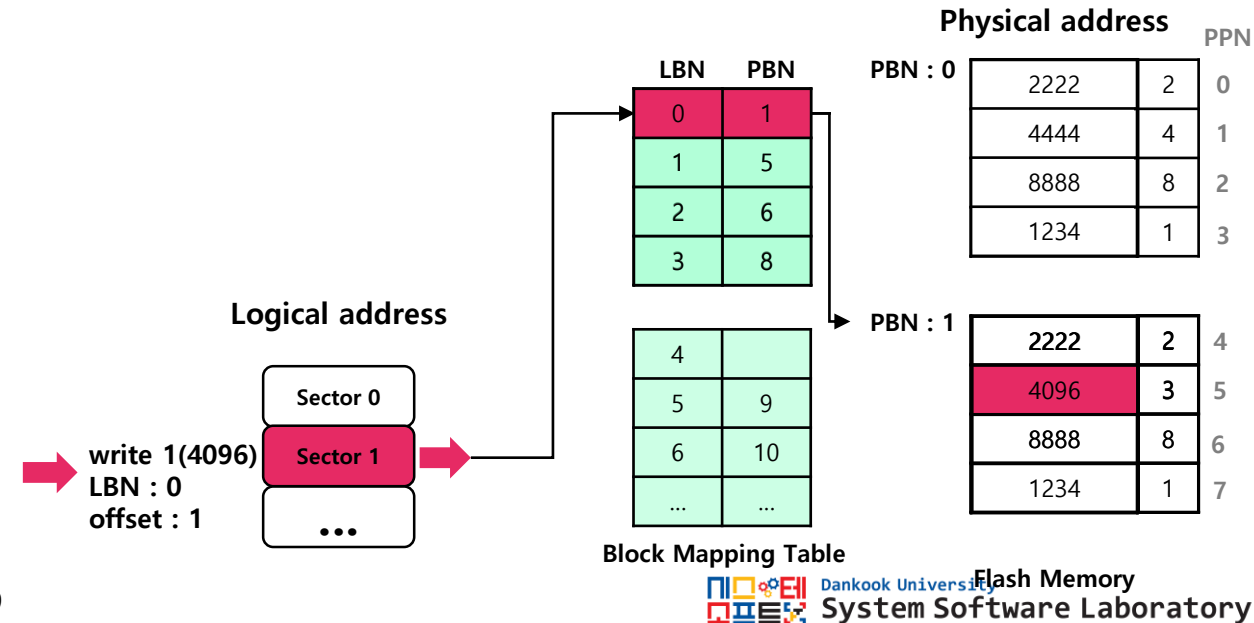 Physical address
PPN
LBN PBN
PBN : 0
0 1
1 5
2 6
3 8
2222 2 0
4444 4 1
8888 8 2
1234 1 3
Logical address
Sector 0
write 1(4096)
LBN : 0
offset : 1
Sector 1
...
4
5 9
6 10
... ...
Block Mapping Table
PBN : 1
2222 2 4
4096 3 5
8888 8 6
1234 1 7
Flash Memory
Dankook University
System Software Laboratory